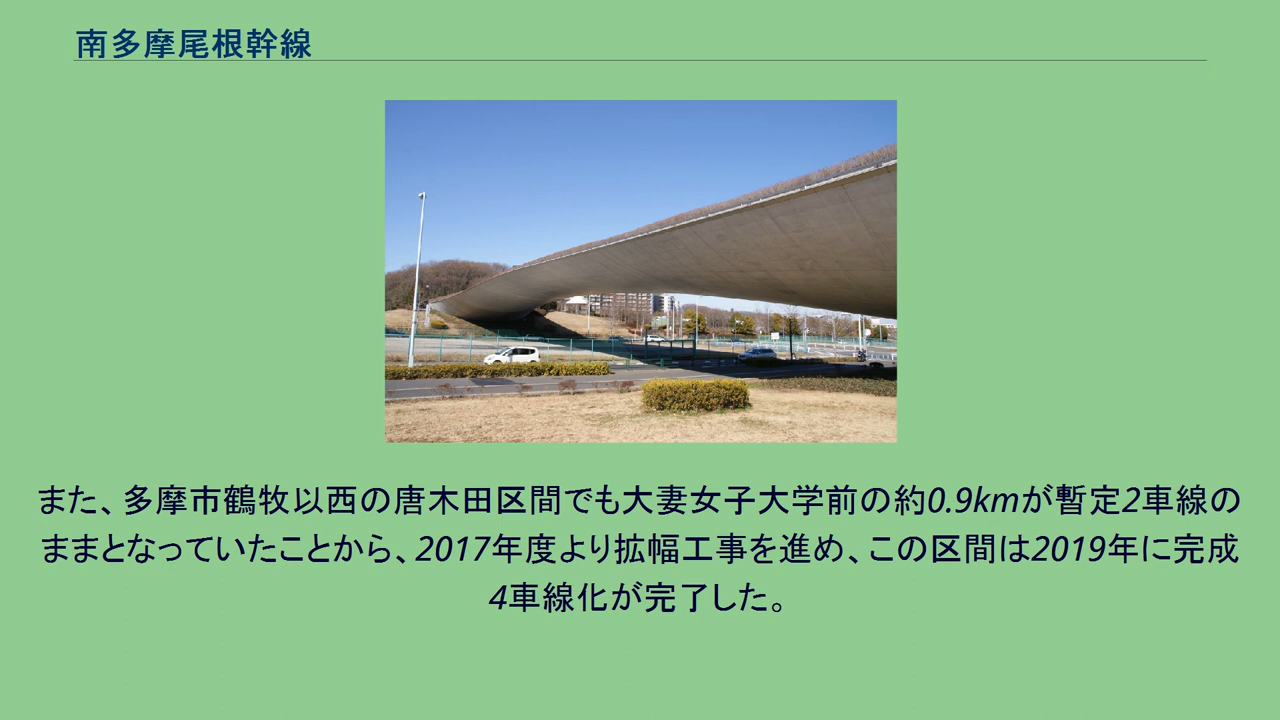 南多摩尾根幹線
また、多摩市鶴牧以西の唐木田区間でも大妻女子大学前の約0.9kmが暫定2車線の
ままとなっていたことから、2017年度より拡幅工事を進め、この区間は2019年に完成
4車線化が完了した。